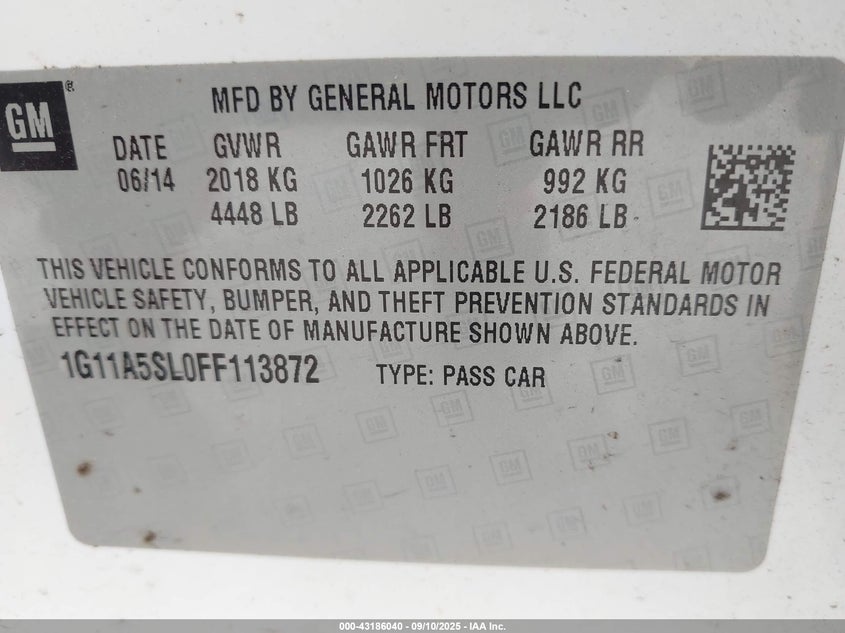 GM®
MFD BY GENERAL MOTORS LLC
DATE GVWR GAWR FRT GAWR RR
06/14 2018 KG 1026 KG 992 KG
4448 LB 2262 LB 2186 LB
THIS VEHICLE CONFORMS TO ALL APPLICABLE U.S. FEDERAL MOTOR
VEHICLE SAFETY, BUMPER, AND THEFT PREVENTION STANDARDS IN
EFFECT ON THE DATE OF MANUFACTURE SHOWN ABOVE.
1G11A5SL0FF113872 TYPE: PASS CAR
000-43186040 - 09/10/2025 - IAA Inc.